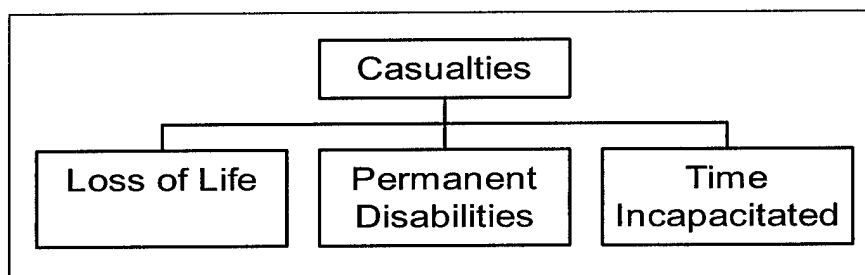 Casualties
Loss of Life
Permanent
Disabilities
Time
Incapacitated